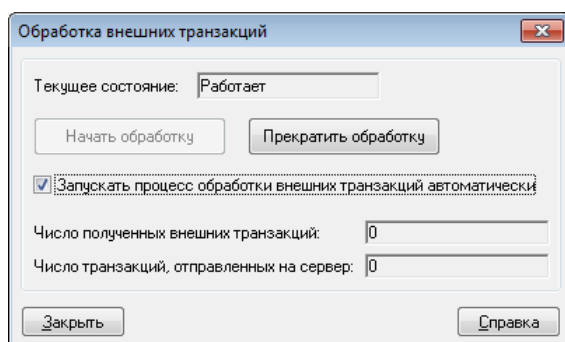 Обработка внешних транзакций
Текущее состояние: Работает
Начать обработку Прекратить обработку
Запускать процесс обработки внешних транзакций автоматически
Число полученных внешних транзакций: 0
Число транзакций, отправленных на сервер: 0
Закрыть Справка